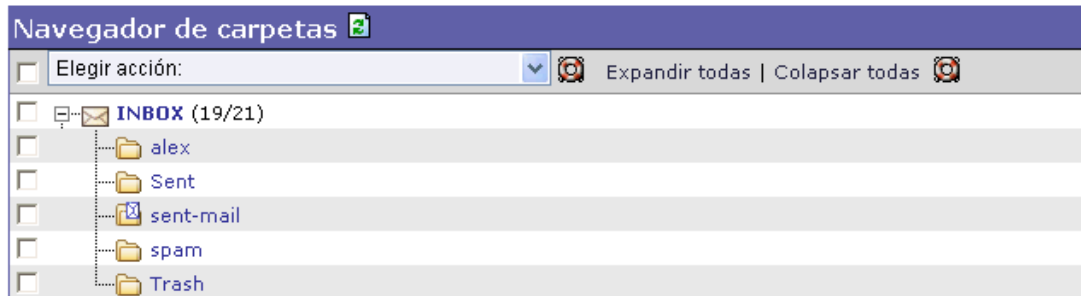 Navegador de carpetas
Elegir acción: Expandir todas | Colapsar todas
INBOX (19/21)
alex
Sent
sent-mail
spam
Trash